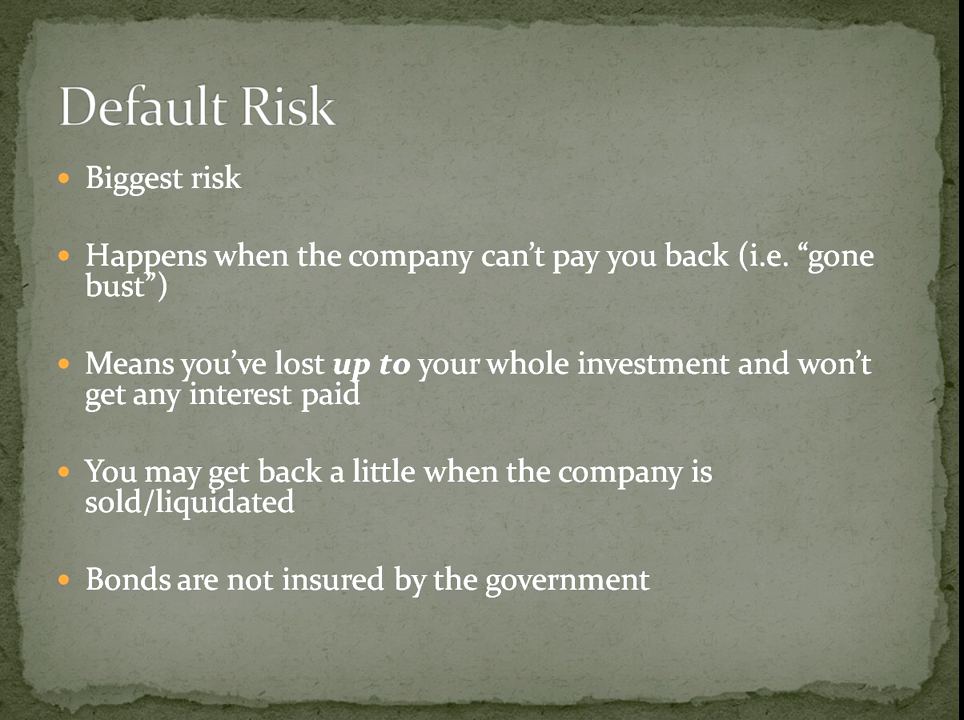 Default Risk
• Biggest risk
• Happens when the company can’t pay you back (i.e. “gone
bust”)
• Means you’ve lost up to your whole investment and won’t
get any interest paid
• You may get back a little when the company is
sold/liquidated
• Bonds are not insured by the government